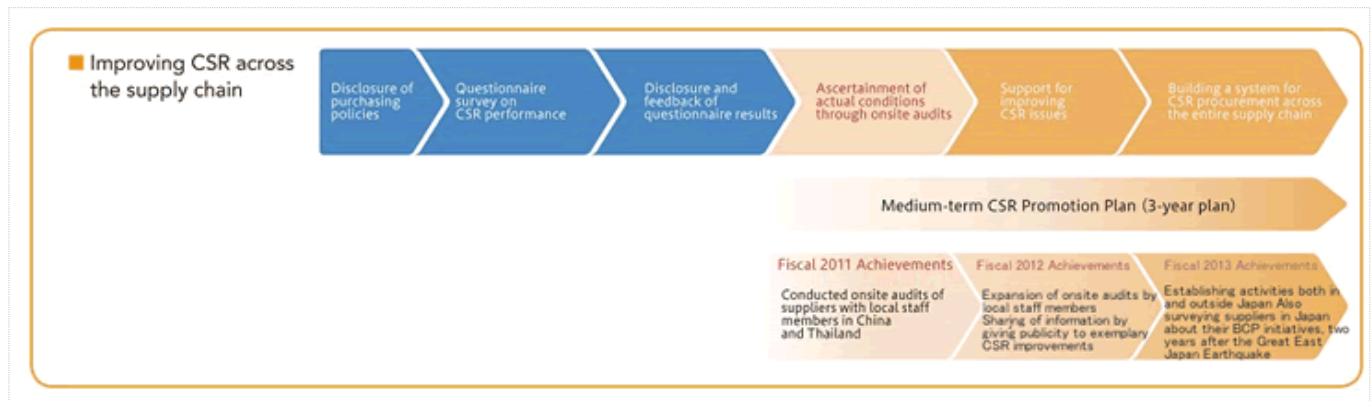 Improving CSR across
the supply chain
Disclosure of
purchasing
policies
Questionnaire
survey on
CSR performance
Disclosure and
feedback of
questionnaire results
Ascertainment of
actual conditions
through onsite audits
Support for
improving
CSR issues
Building a system for
CSR procurement across
the entire supply chain
Medium-term CSR Promotion Plan (3-year plan)
Fiscal 2011 Achievements
Conducted onsite audits of
suppliers with local staff
members in China
and Thailand
Fiscal 2012 Achievements
Expansion of onsite audits by
local staff members
Sharing of information by
giving publicity to exemplary
CSR improvements
Fiscal 2013 Achievements
Establishing activities both in
and outside Japan Also
surveying suppliers in Japan
about their BCP initiatives, two
years after the Great East
Japan Earthquake